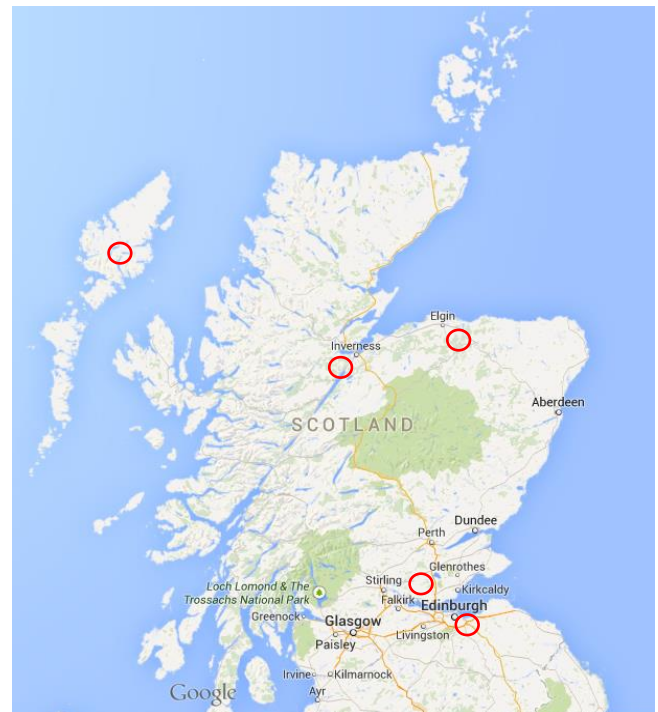 Elgin
Inverness
Aberdeen
SCOTLAND
Dundee
Perth
Glenrothes
Stirling
Loch Lomond & The
Trossachs National Park
Kirkcaldy
Falkirk
Edinburgh
Greenock
Glasgow
Livingston
Paisley
Irvine
Kilmarnock
Google
Ayr